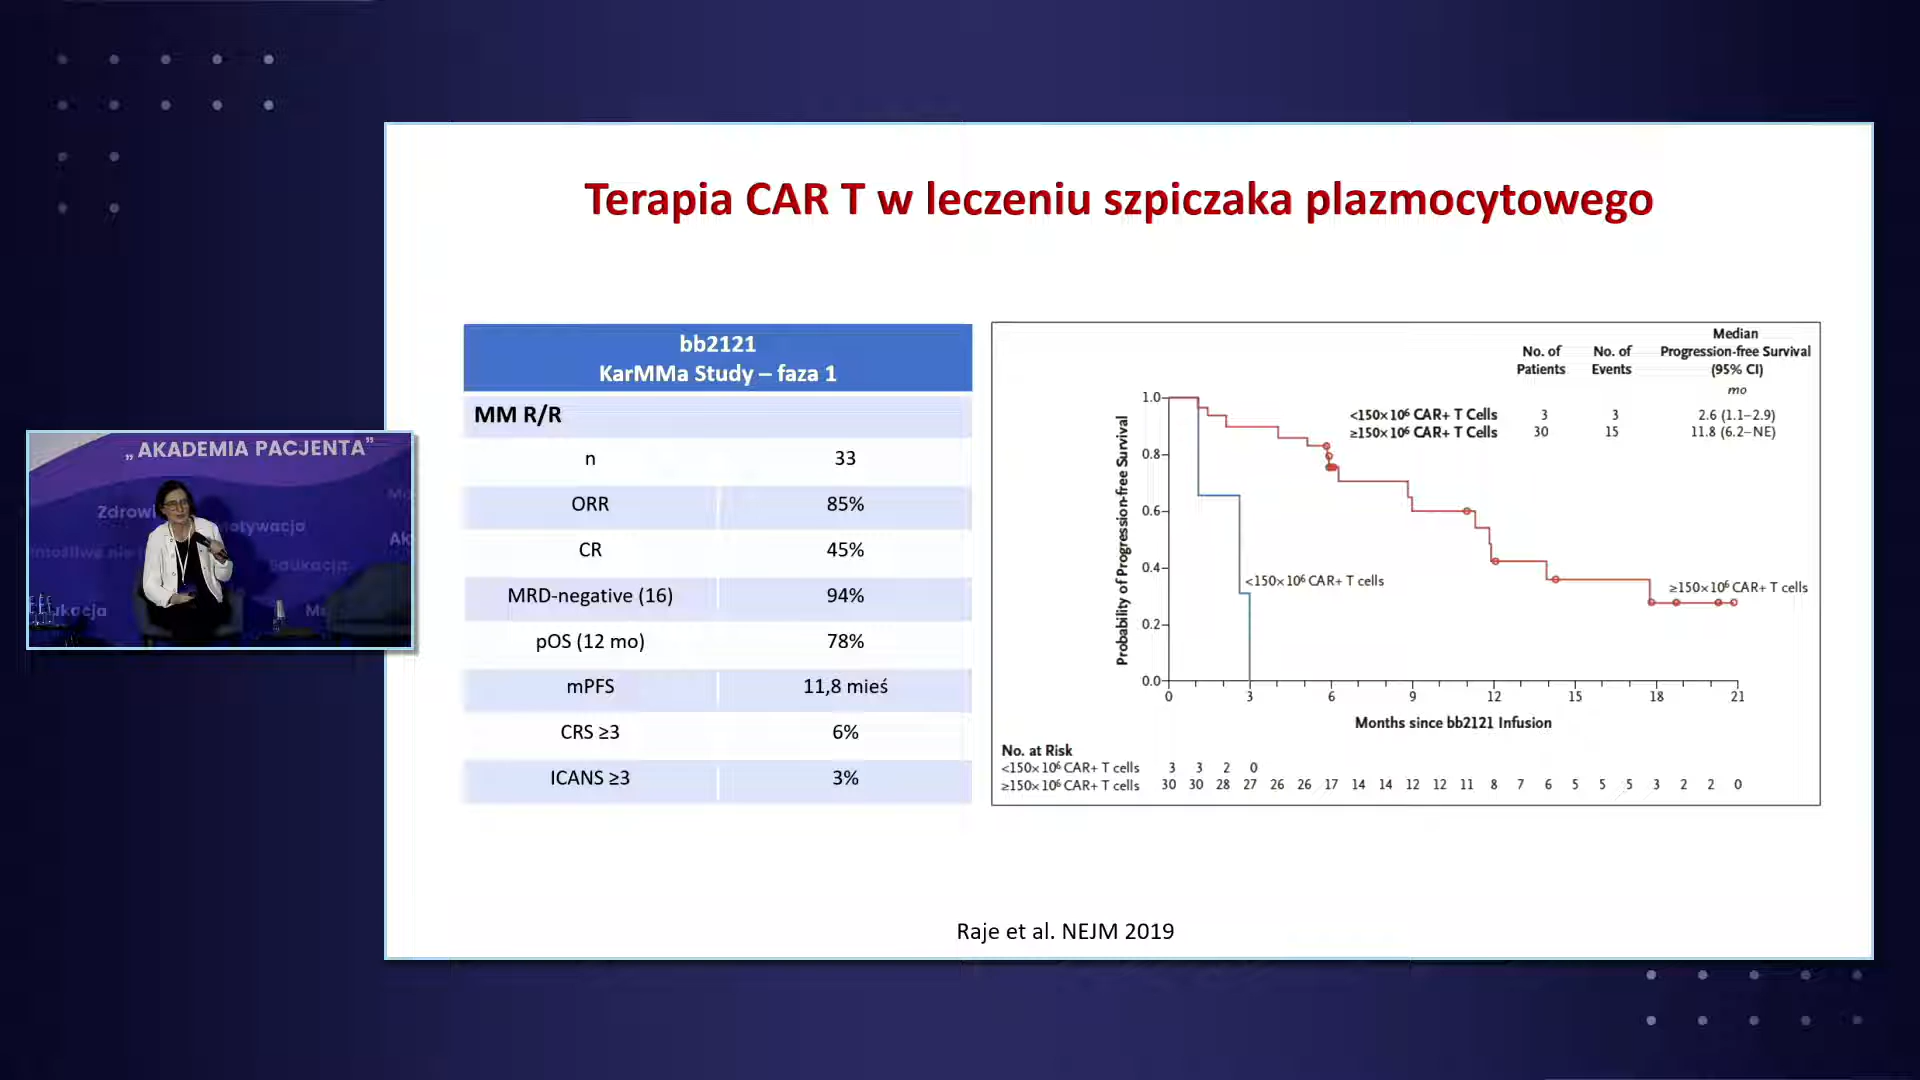 Terapia CAR T w leczeniu szpiczaka plazmocytowego
bb2121
KarMMa Study – faza 1
MM R/R
n 33
ORR 85%
CR 45%
MRD-negative (16) 94%
pOS (12 mo) 78%
mPFS 11,8 mieś
CRS ≥3 6%
ICANS ≥3 3%
No. of Patients
No. of Events
Median Progression-free Survival (95% CI)
mo
<150×10⁶ CAR+ T Cells 3 3 2.6 (1.1–2.9)
≥150×10⁶ CAR+ T Cells 30 15 11.8 (6.2–NE)
Probability of Progression-free Survival
1.0
0.8
0.6
0.4
0.2
0.0
<150×10⁶ CAR+ T cells
≥150×10⁶ CAR+ T cells
0 3 6 9 12 15 18 21
Months since bb2121 Infusion
No. at Risk
<150×10⁶ CAR+ T cells 3 3 2 0
≥150×10⁶ CAR+ T cells 30 30 28 27 26 26 17 14 14 12 12 11 8 7 6 5 5 5 3 2 2 0
Raje et al. NEJM 2019
„AKADEMIA PACJENTA”
Zdrowi
otywacja
możliwe nie
Ak
Edukacja
ukacja